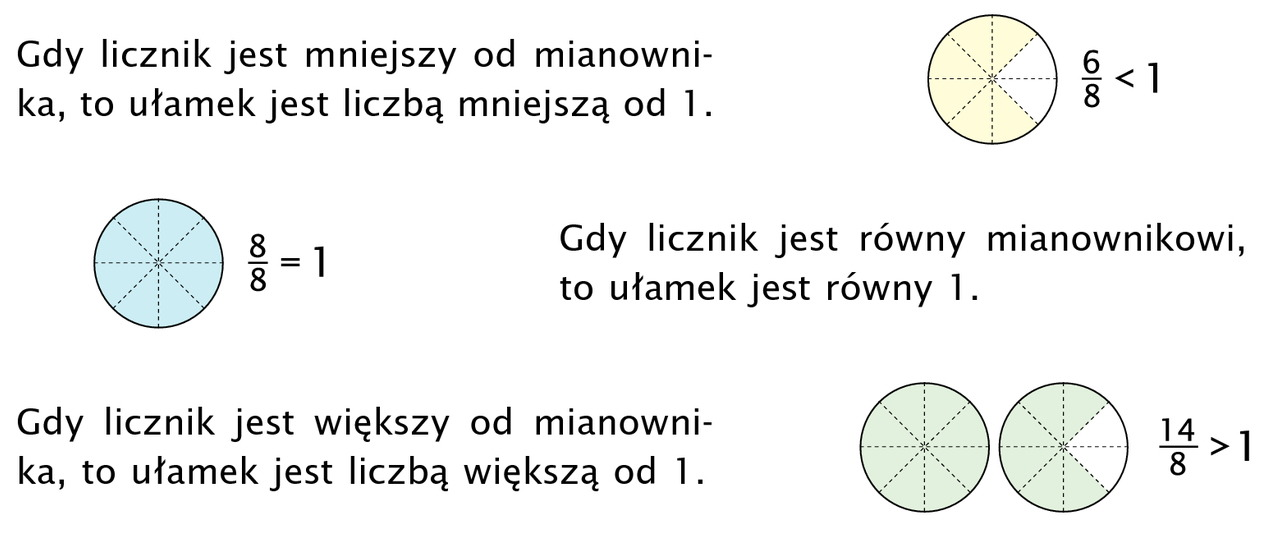 Gdy licznik jest mniejszy od mianowni-
ka, to ułamek jest liczbą mniejszą od 1.
6/8 < 1
8/8 = 1
Gdy licznik jest równy mianownikowi,
to ułamek jest równy 1.
Gdy licznik jest większy od mianowni-
ka, to ułamek jest liczbą większą od 1.
14/8 > 1